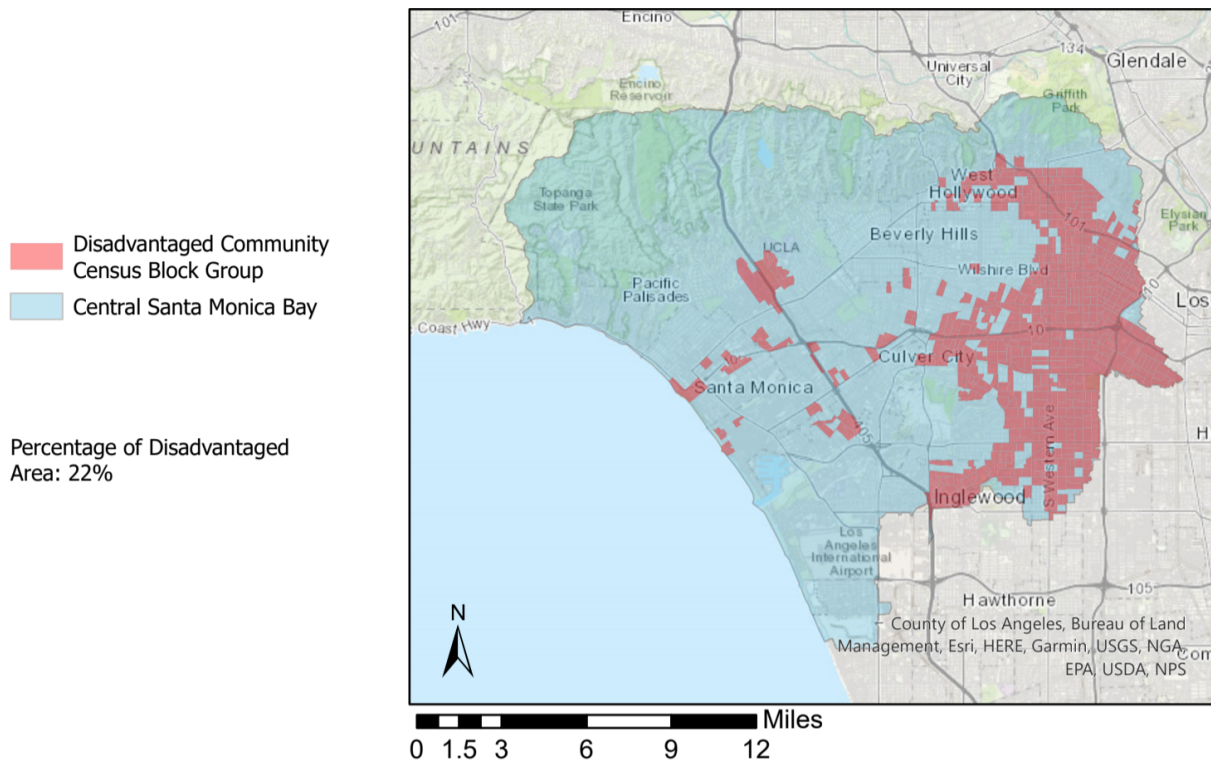 Disadvantaged Community
Census Block Group
Central Santa Monica Bay
Percentage of Disadvantaged
Area: 22%
101
Encino
134
Glendale
Universal
City
Encino
Reservoir
Griffith
Park
UNTAINS
West
Hollywood
Topanga
State Park
101
Elysian
Park
Beverly Hills
UCLA
Wilshire Blvd
Pacific
Palisades
110
Los
Coast Hwy
10
Culver City
Santa Monica
405
S Western Ave
H
Inglewood
Los
Angeles
International
Airport
105
Hawthorne
County of Los Angeles, Bureau of Land
Management, Esri, HERE, Garmin, USGS, NGA,
EPA, USDA, NPS
Com
N
Miles
0 1.5 3 6 9 12